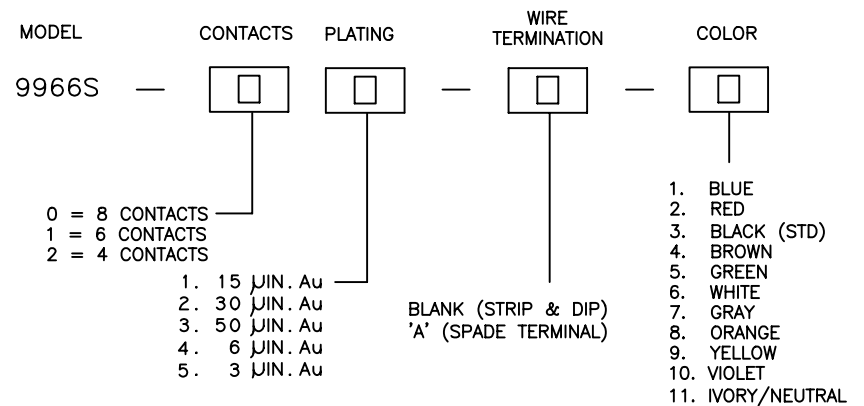 MODEL CONTACTS PLATING WIRE TERMINATION COLOR
9966S — □ □ — □ — □
0 = 8 CONTACTS
1 = 6 CONTACTS
2 = 4 CONTACTS
1. 15 µIN. Au
2. 30 µIN. Au
3. 50 µIN. Au
4. 6 µIN. Au
5. 3 µIN. Au
BLANK (STRIP & DIP)
'A' (SPADE TERMINAL)
1. BLUE
2. RED
3. BLACK (STD)
4. BROWN
5. GREEN
6. WHITE
7. GRAY
8. ORANGE
9. YELLOW
10. VIOLET
11. IVORY/NEUTRAL